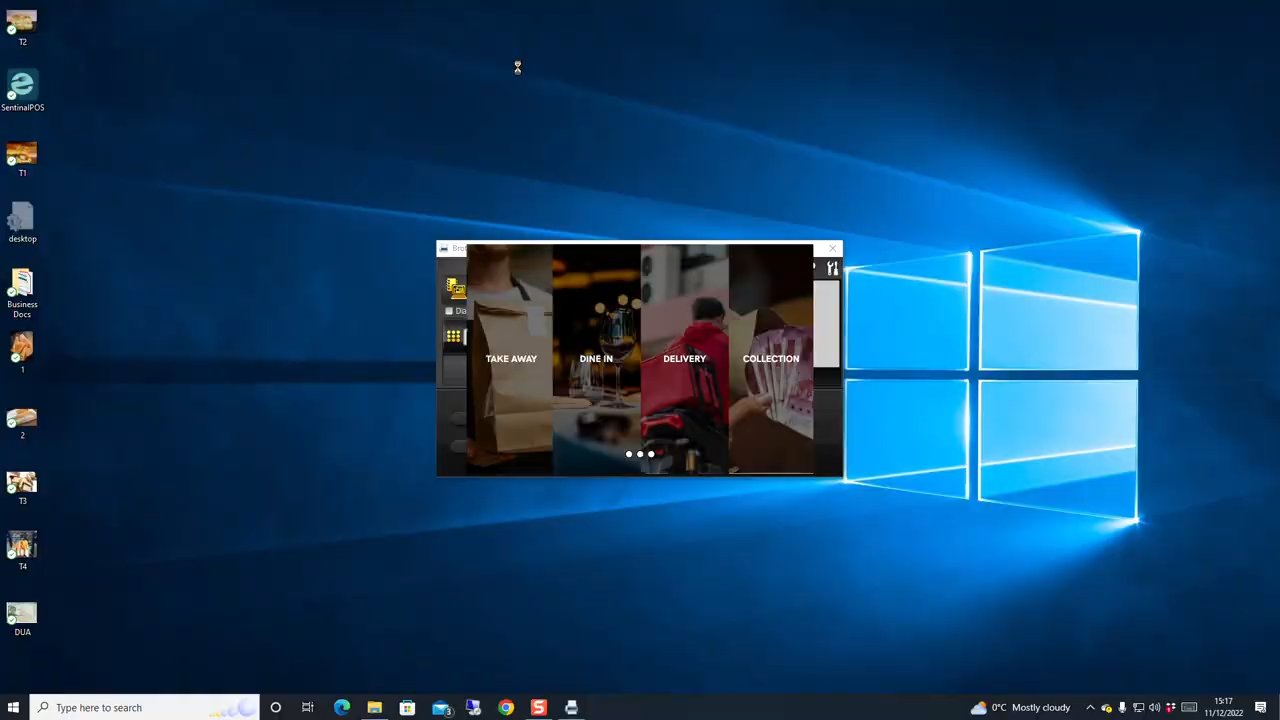 T2
SentinalPOS
T1
desktop
Business
Docs
1
2
T3
T4
DUA
TAKE AWAY
DINE IN
DELIVERY
COLLECTION
Type here to search
0°C Mostly cloudy
15:17
11/12/2022